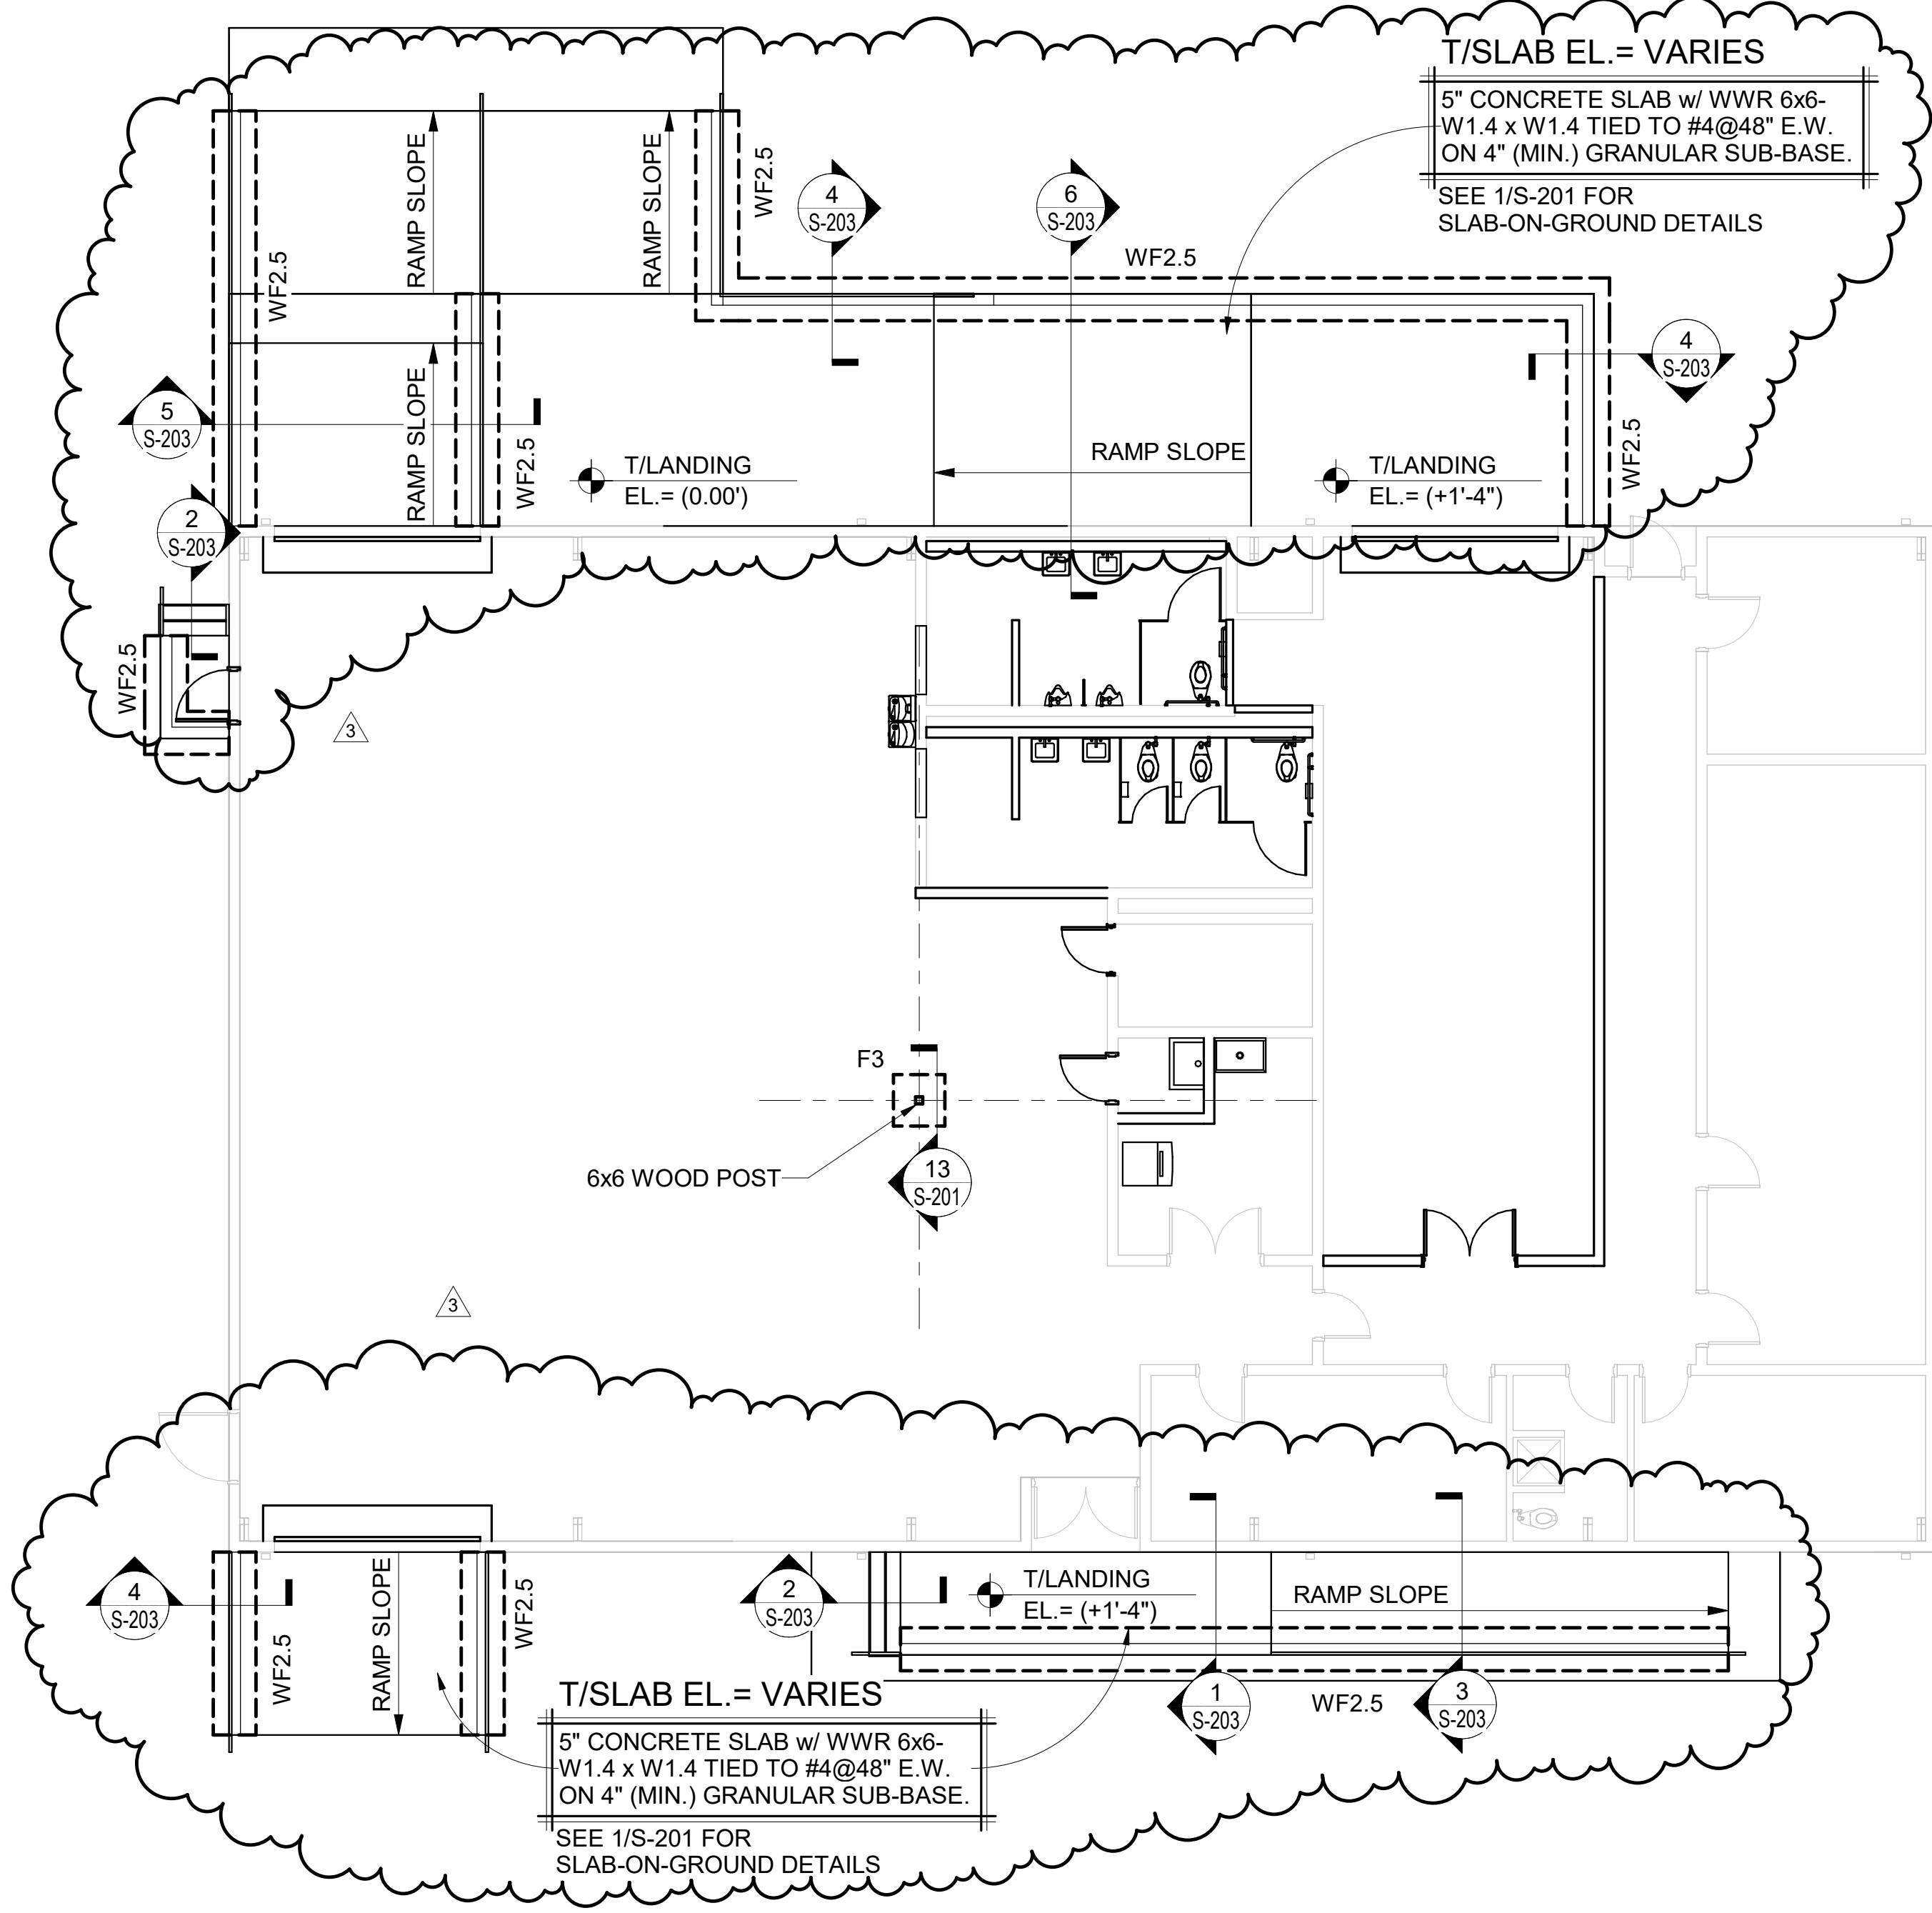 T/SLAB EL.= VARIES
5" CONCRETE SLAB w/ WWR 6x6-
W1.4 x W1.4 TIED TO #4@48" E.W.
ON 4" (MIN.) GRANULAR SUB-BASE.
SEE 1/S-201 FOR
SLAB-ON-GROUND DETAILS
RAMP SLOPE
RAMP SLOPE
WF2.5
4
S-203
6
S-203
WF2.5
WF2.5
4
S-203
5
S-203
RAMP SLOPE
WF2.5
T/LANDING
EL.= (0.00')
RAMP SLOPE
T/LANDING
EL.= (+1'-4")
WF2.5
2
S-203
WF2.5
3
F3
6x6 WOOD POST
13
S-201
3
4
S-203
WF2.5
RAMP SLOPE
WF2.5
2
S-203
T/LANDING
EL.= (+1'-4")
RAMP SLOPE
1
S-203
WF2.5
3
S-203
T/SLAB EL.= VARIES
5" CONCRETE SLAB w/ WWR 6x6-
W1.4 x W1.4 TIED TO #4@48" E.W.
ON 4" (MIN.) GRANULAR SUB-BASE.
SEE 1/S-201 FOR
SLAB-ON-GROUND DETAILS